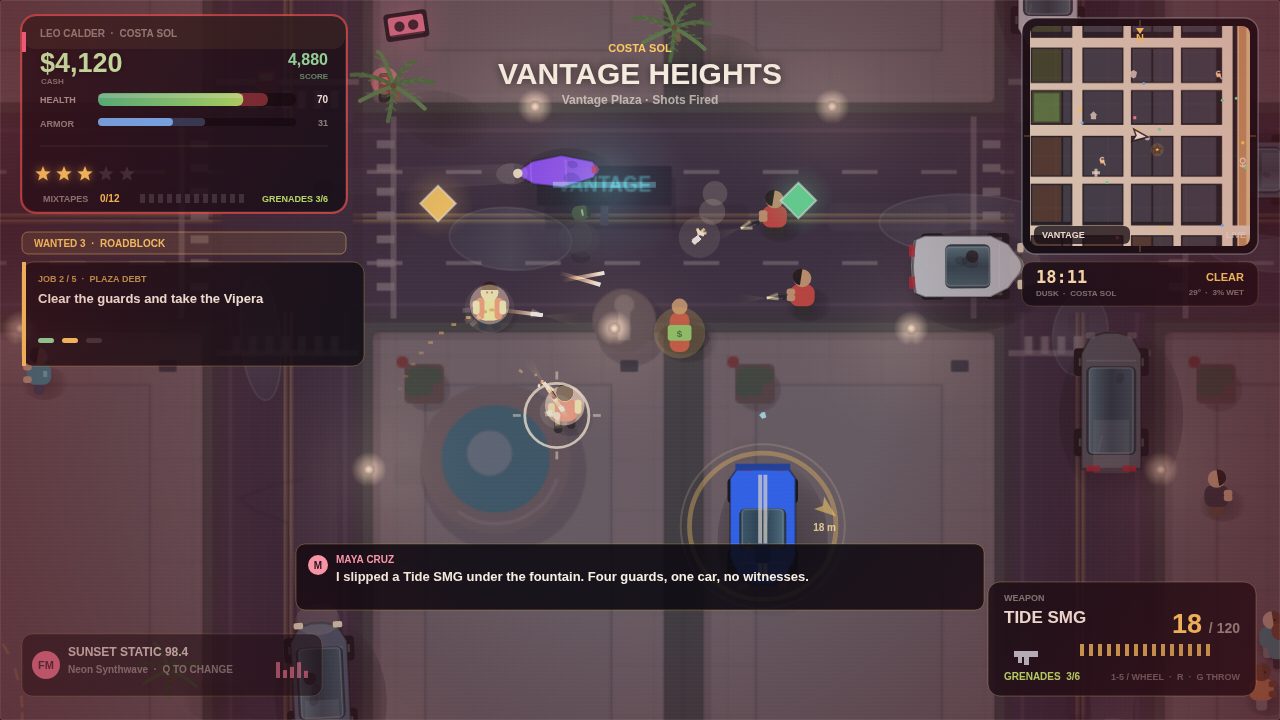 LEO CALDER · COSTA SOL
$4,120
CASH
4,880
SCORE
HEALTH
70
ARMOR
31
MIXTAPES 0/12
GRENADES 3/6
WANTED 3 · ROADBLOCK
JOB 2 / 5 · PLAZA DEBT
Clear the guards and take the Vipera
COSTA SOL
VANTAGE HEIGHTS
Vantage Plaza · Shots Fired
VANTAGE
$
N
VANTAGE
18:11
CLEAR
DUSK · COSTA SOL
29° · 3% WET
18 m
M
MAYA CRUZ
I slipped a Tide SMG under the fountain. Four guards, one car, no witnesses.
FM
SUNSET STATIC 98.4
Neon Synthwave · Q TO CHANGE
WEAPON
TIDE SMG
18 / 120
GRENADES 3/6
1-5 / WHEEL · R · G THROW